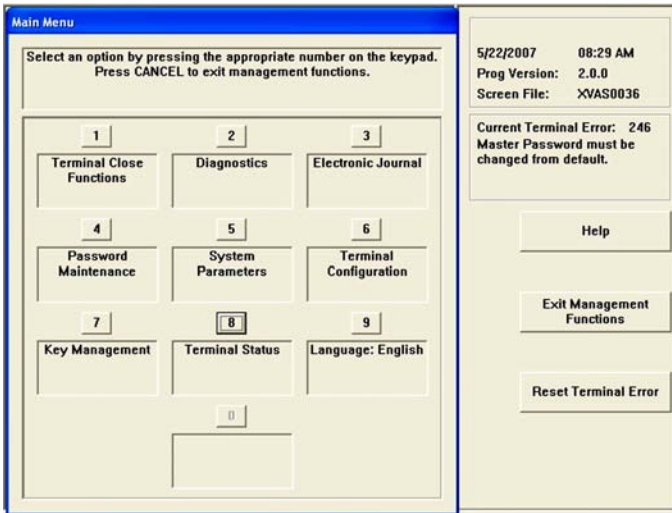 Main Menu
Select an option by pressing the appropriate number on the keypad.
Press CANCEL to exit management functions.
1
Terminal Close
Functions
2
Diagnostics
3
Electronic Journal
4
Password
Maintenance
5
System
Parameters
6
Terminal
Configuration
7
Key Management
8
Terminal Status
9
Language: English
0
5/22/2007 08:29 AM
Prog Version: 2.0.0
Screen File: XVAS0036
Current Terminal Error: 246
Master Password must be
changed from default.
Help
Exit Management
Functions
Reset Terminal Error